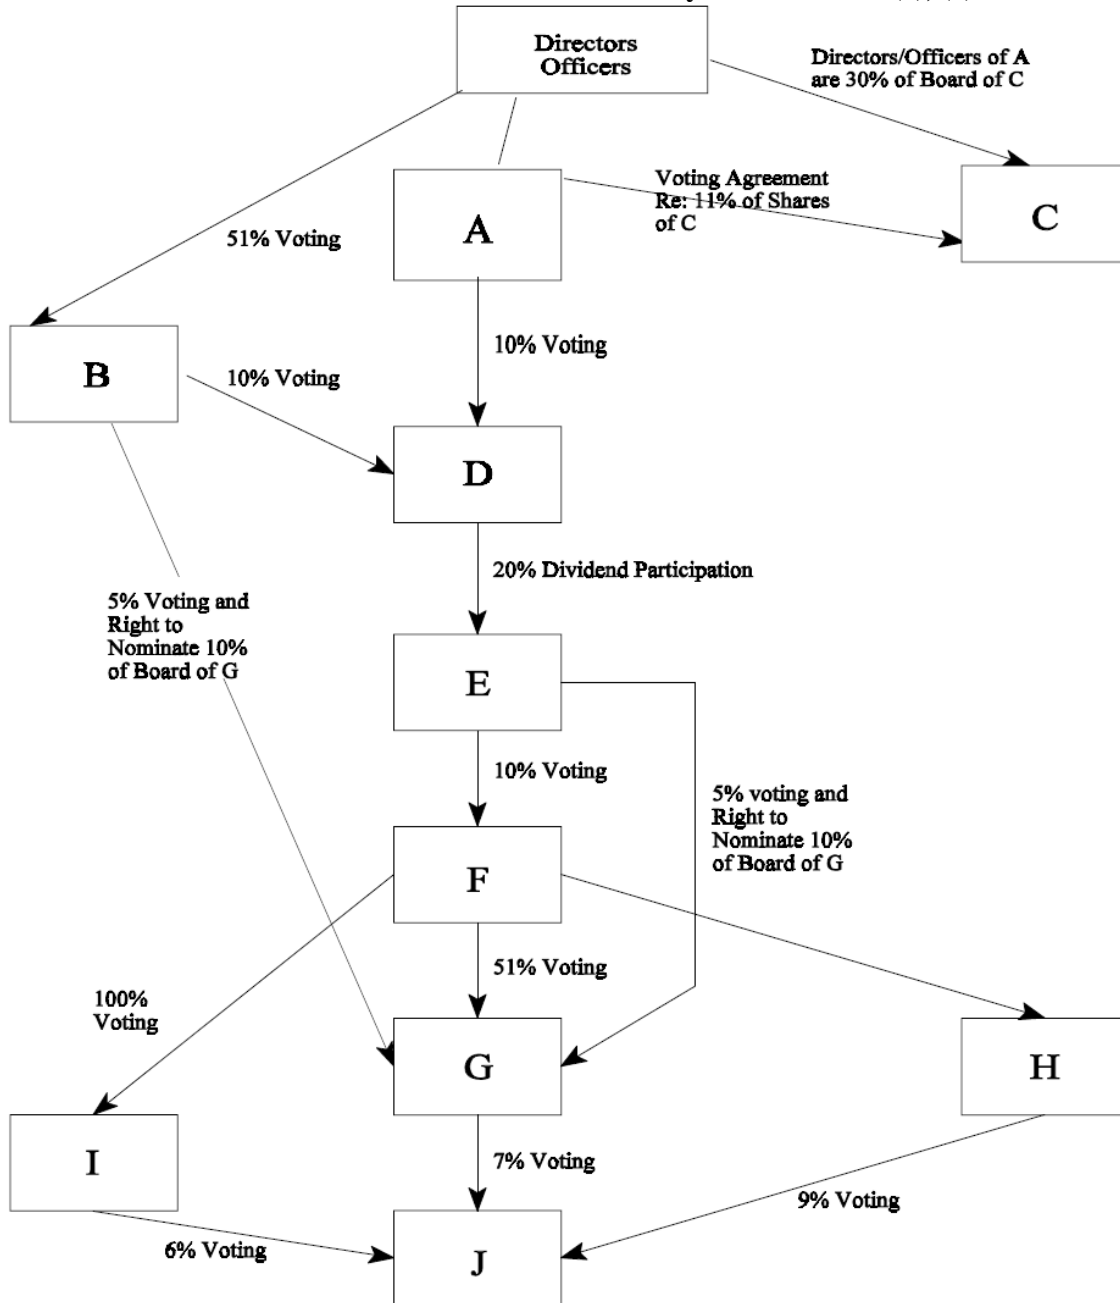 Directors
Officers
Directors/Officers of A
are 30% of Board of C
Voting Agreement
Re: 11% of Shares
of C
A
C
51% Voting
B
10% Voting
10% Voting
D
20% Dividend Participation
5% Voting and
Right to
Nominate 10%
of Board of G
E
10% Voting
5% voting and
Right to
Nominate 10%
of Board of G
F
51% Voting
100%
Voting
G
H
I
7% Voting
9% Voting
6% Voting
J